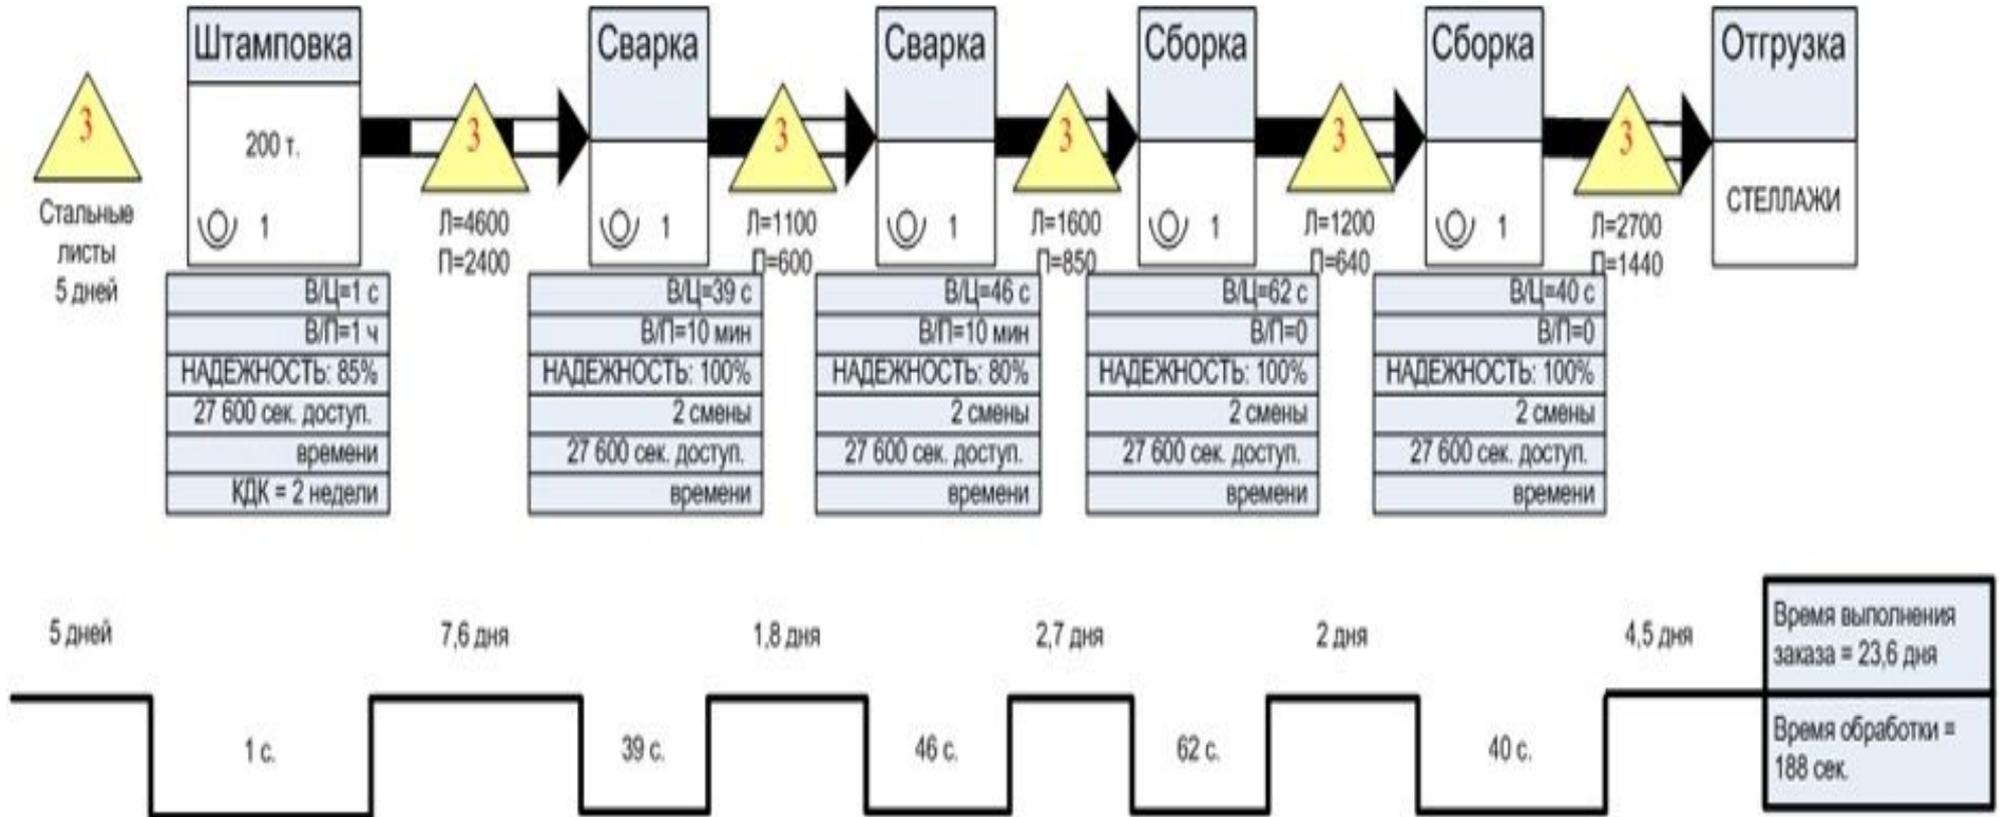 Штамповка
Сварка
Сварка
Сборка
Сборка
Отгрузка
З
200 т.
З
З
З
З
З
СТЕЛЛАЖИ
Стальные
листы
5 дней
1
Л=4600
П=2400
1
Л=1100
П=600
1
Л=1600
П=850
1
Л=1200
П=640
1
Л=2700
П=1440
В/Ц=1 с
В/П=1 ч
НАДЕЖНОСТЬ: 85%
27 600 сек. доступ.
времени
КДК = 2 недели
В/Ц=39 с
В/П=10 мин
НАДЕЖНОСТЬ: 100%
2 смены
27 600 сек. доступ.
времени
В/Ц=46 с
В/П=10 мин
НАДЕЖНОСТЬ: 80%
2 смены
27 600 сек. доступ.
времени
В/Ц=62 с
В/П=0
НАДЕЖНОСТЬ: 100%
2 смены
27 600 сек. доступ.
времени
В/Ц=40 с
В/П=0
НАДЕЖНОСТЬ: 100%
2 смены
27 600 сек. доступ.
времени
5 дней
7,6 дня
1,8 дня
2,7 дня
2 дня
4,5 дня
Время выполнения
заказа = 23,6 дня
1 с.
39 с.
46 с.
62 с.
40 с.
Время обработки =
188 сек.